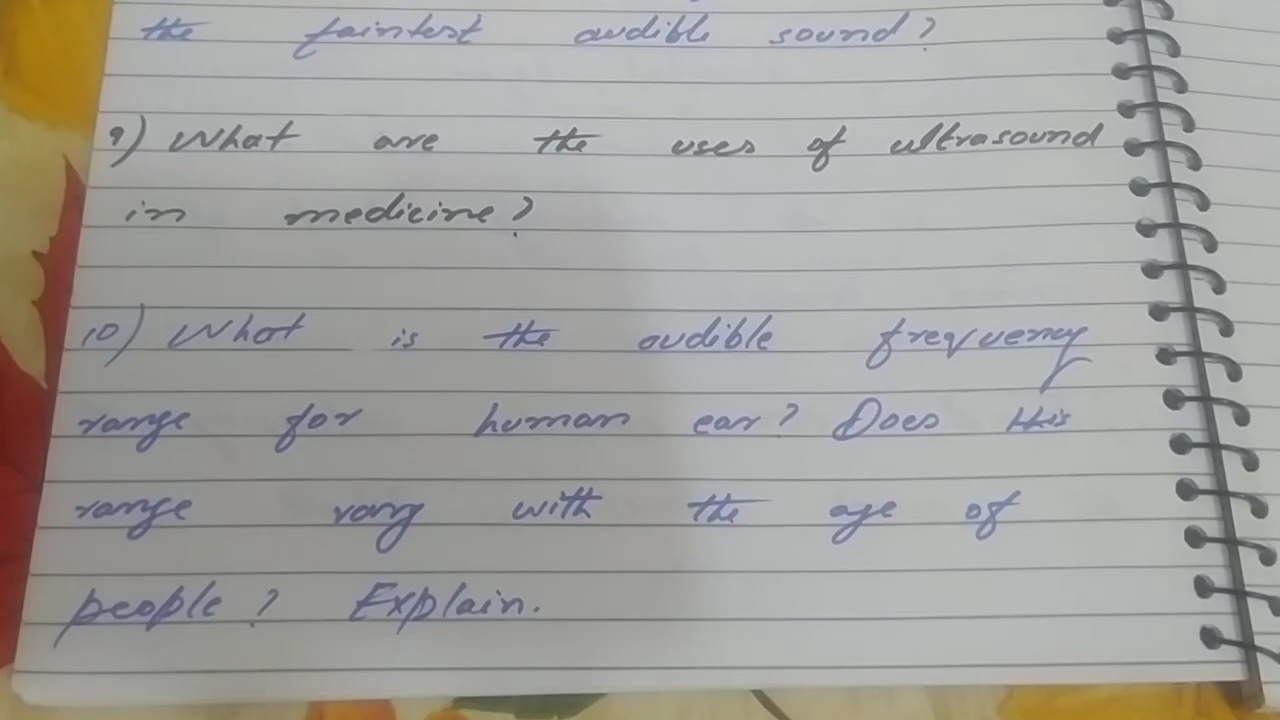 the faintest audible sound?
9) What are the uses of ultrasound
in medicine?
10) What is the audible frequency
range for human ear? Does this
range vary with the age of
people? Explain.